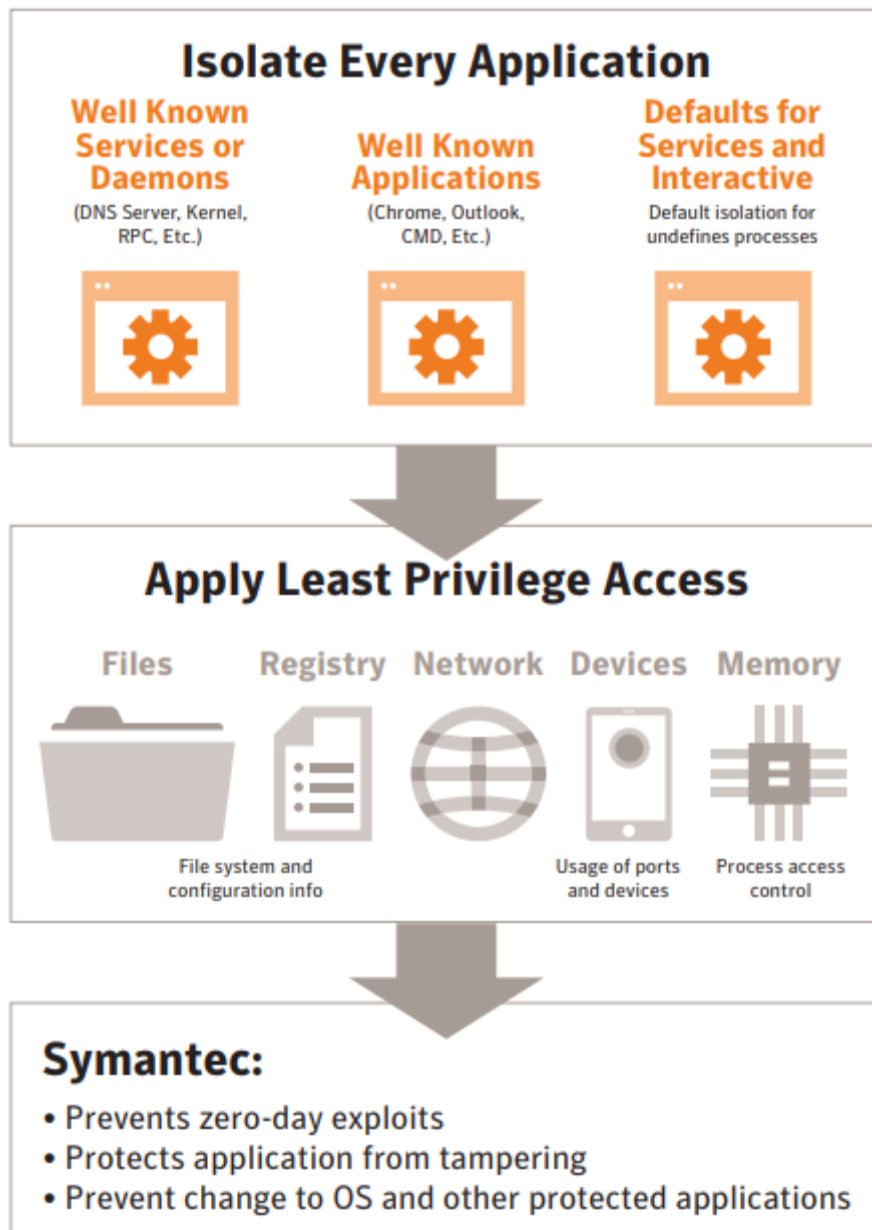 Isolate Every Application
Well Known
Services or
Daemons
(DNS Server, Kernel,
RPC, Etc.)
Well Known
Applications
(Chrome, Outlook,
CMD, Etc.)
Defaults for
Services and
Interactive
Default isolation for
undefines processes
Apply Least Privilege Access
Files
Registry
Network
Devices
Memory
File system and
configuration info
Usage of ports
and devices
Process access
control
Symantec:
• Prevents zero-day exploits
• Protects application from tampering
• Prevent change to OS and other protected applications